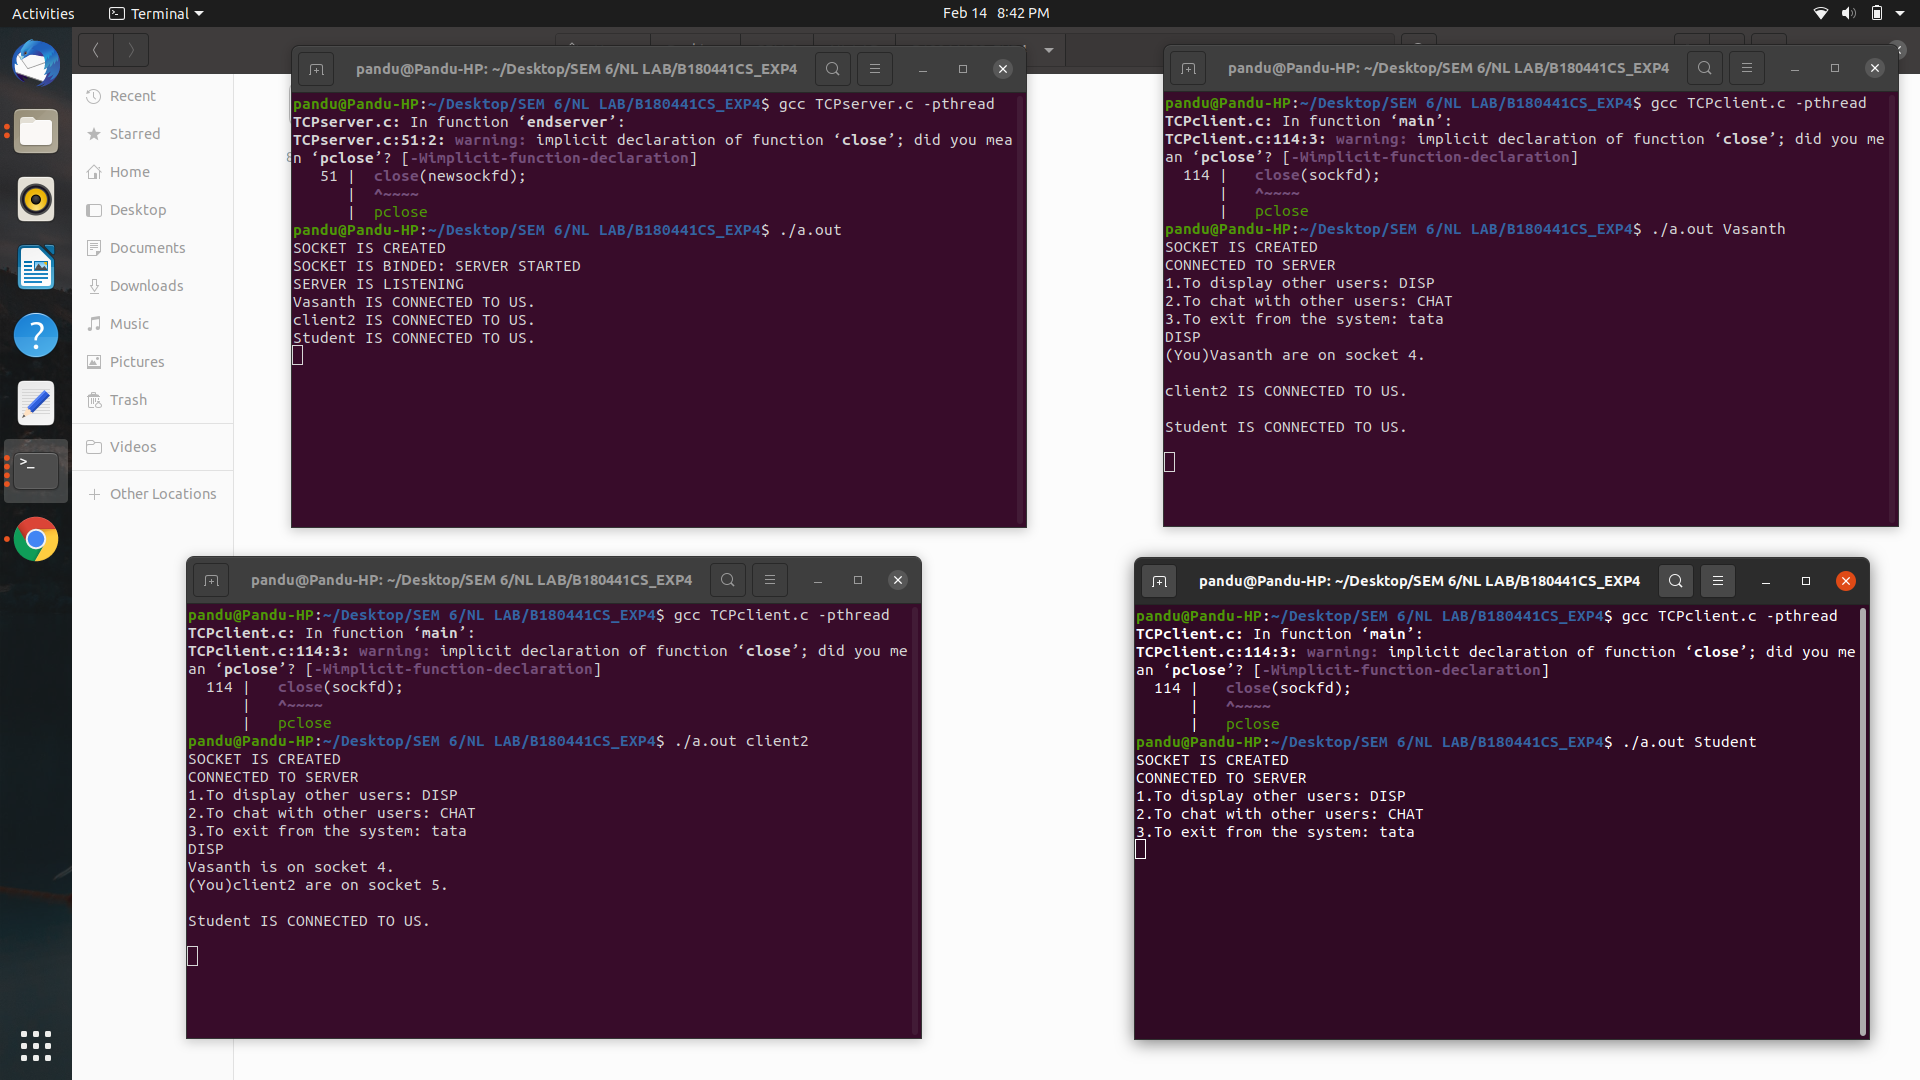 Activities
Terminal
Feb 14 8:42 PM
Recent
Starred
Home
Desktop
Documents
Downloads
Music
Pictures
Trash
Videos
+ Other Locations
pandu@Pandu-HP: ~/Desktop/SEM 6/NL LAB/B180441CS_EXP4
pandu@Pandu-HP:~/Desktop/SEM 6/NL LAB/B180441CS_EXP4$ gcc TCPserver.c -pthread
TCPserver.c: In function ‘endserver’:
TCPserver.c:51:2: warning: implicit declaration of function ‘close’; did you mea
n ‘pclose’? [-Wimplicit-function-declaration]
   51 |  close(newsockfd);
      |  ^~~~~
      |  pclose
pandu@Pandu-HP:~/Desktop/SEM 6/NL LAB/B180441CS_EXP4$ ./a.out
SOCKET IS CREATED
SOCKET IS BINDED: SERVER STARTED
SERVER IS LISTENING
Vasanth IS CONNECTED TO US.
client2 IS CONNECTED TO US.
Student IS CONNECTED TO US.
pandu@Pandu-HP: ~/Desktop/SEM 6/NL LAB/B180441CS_EXP4
pandu@Pandu-HP:~/Desktop/SEM 6/NL LAB/B180441CS_EXP4$ gcc TCPclient.c -pthread
TCPclient.c: In function ‘main’:
TCPclient.c:114:3: warning: implicit declaration of function ‘close’; did you me
an ‘pclose’? [-Wimplicit-function-declaration]
  114 |   close(sockfd);
      |   ^~~~~
      |   pclose
pandu@Pandu-HP:~/Desktop/SEM 6/NL LAB/B180441CS_EXP4$ ./a.out Vasanth
SOCKET IS CREATED
CONNECTED TO SERVER
1.To display other users: DISP
2.To chat with other users: CHAT
3.To exit from the system: tata
DISP
(You)Vasanth are on socket 4.
client2 IS CONNECTED TO US.
Student IS CONNECTED TO US.
pandu@Pandu-HP: ~/Desktop/SEM 6/NL LAB/B180441CS_EXP4
pandu@Pandu-HP:~/Desktop/SEM 6/NL LAB/B180441CS_EXP4$ gcc TCPclient.c -pthread
TCPclient.c: In function ‘main’:
TCPclient.c:114:3: warning: implicit declaration of function ‘close’; did you me
an ‘pclose’? [-Wimplicit-function-declaration]
  114 |   close(sockfd);
      |   ^~~~~
      |   pclose
pandu@Pandu-HP:~/Desktop/SEM 6/NL LAB/B180441CS_EXP4$ ./a.out client2
SOCKET IS CREATED
CONNECTED TO SERVER
1.To display other users: DISP
2.To chat with other users: CHAT
3.To exit from the system: tata
DISP
Vasanth is on socket 4.
(You)client2 are on socket 5.
Student IS CONNECTED TO US.
pandu@Pandu-HP: ~/Desktop/SEM 6/NL LAB/B180441CS_EXP4
pandu@Pandu-HP:~/Desktop/SEM 6/NL LAB/B180441CS_EXP4$ gcc TCPclient.c -pthread
TCPclient.c: In function ‘main’:
TCPclient.c:114:3: warning: implicit declaration of function ‘close’; did you me
an ‘pclose’? [-Wimplicit-function-declaration]
  114 |   close(sockfd);
      |   ^~~~~
      |   pclose
pandu@Pandu-HP:~/Desktop/SEM 6/NL LAB/B180441CS_EXP4$ ./a.out Student
SOCKET IS CREATED
CONNECTED TO SERVER
1.To display other users: DISP
2.To chat with other users: CHAT
3.To exit from the system: tata